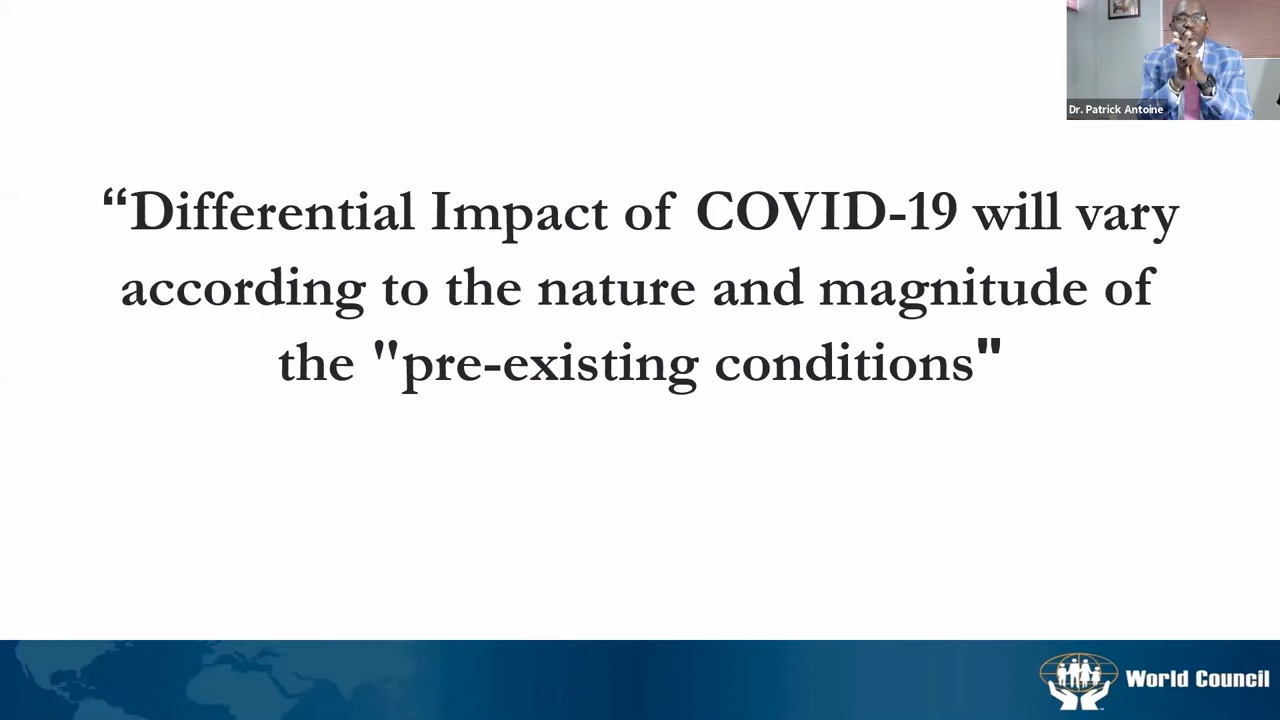 Dr. Patrick Antoine
“Differential Impact of COVID-19 will vary
according to the nature and magnitude of
the "pre-existing conditions"
World Council